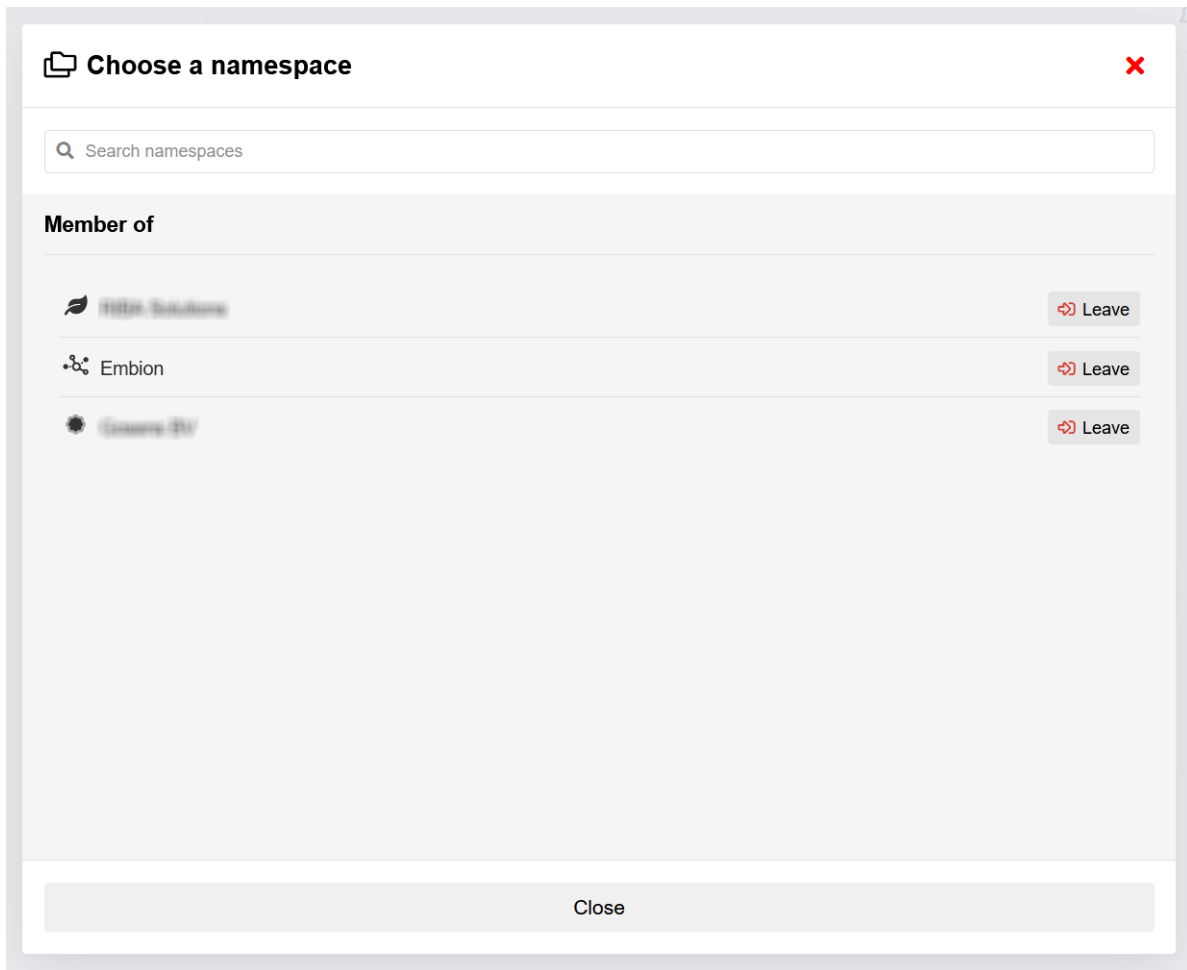 Choose a namespace
Search namespaces
Member of
Leave
Embion
Leave
Leave
Close